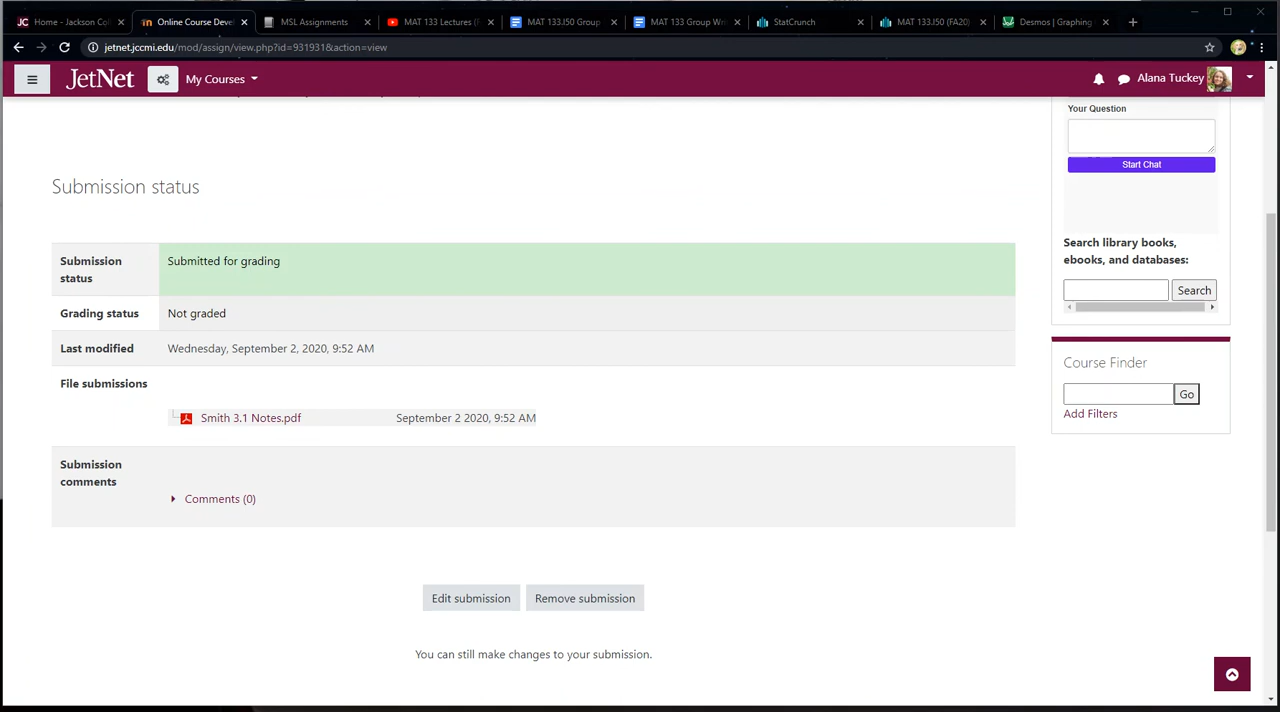 Home - Jackson Col
Online Course Deve
MSL Assignments
MAT 133 Lectures (F
MAT 133.J50 Group
MAT 133 Group Wr
StatCrunch
MAT 133.J50 (FA20)
Desmos | Graphing
jetnet.jccmi.edu/mod/assign/view.php?id=931931&action=view
JetNet
My Courses
Alana Tuckey
Your Question
Start Chat
Submission status
Search library books,
ebooks, and databases:
Search
Submission status
Submitted for grading
Grading status
Not graded
Last modified
Wednesday, September 2, 2020, 9:52 AM
File submissions
Smith 3.1 Notes.pdf
September 2 2020, 9:52 AM
Course Finder
Go
Add Filters
Submission comments
Comments (0)
Edit submission
Remove submission
You can still make changes to your submission.